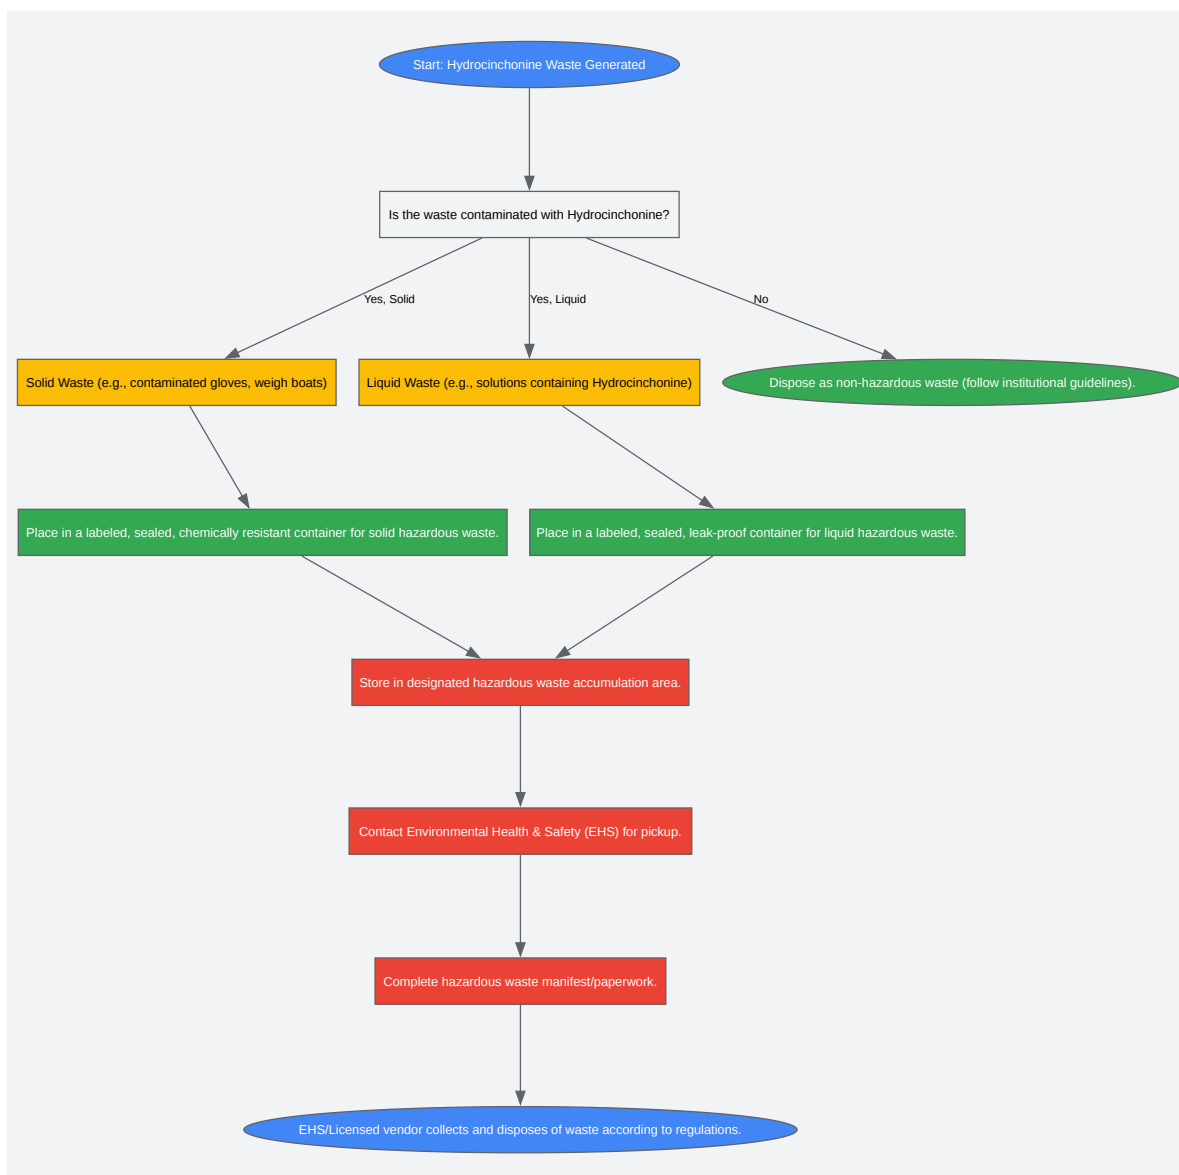 Start: Hydrocinchonine Waste Generated
Is the waste contaminated with Hydrocinchonine?
Yes, Solid
Yes, Liquid
No
Solid Waste (e.g., contaminated gloves, weigh boats)
Liquid Waste (e.g., solutions containing Hydrocinchonine)
Dispose as non-hazardous waste (follow institutional guidelines).
Place in a labeled, sealed, chemically resistant container for solid hazardous waste.
Place in a labeled, sealed, leak-proof container for liquid hazardous waste.
Store in designated hazardous waste accumulation area.
Contact Environmental Health & Safety (EHS) for pickup.
Complete hazardous waste manifest/paperwork.
EHS/Licensed vendor collects and disposes of waste according to regulations.